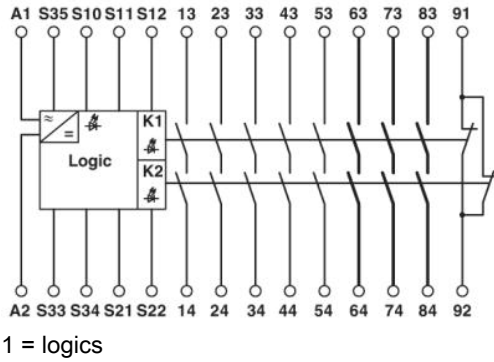 A1 S35 S10 S11 S12 13 23 33 43 53 63 73 83 91
≈
=
K1
Logic
K2
A2 S33 S34 S21 S22 14 24 34 44 54 64 74 84 92
1 = logics